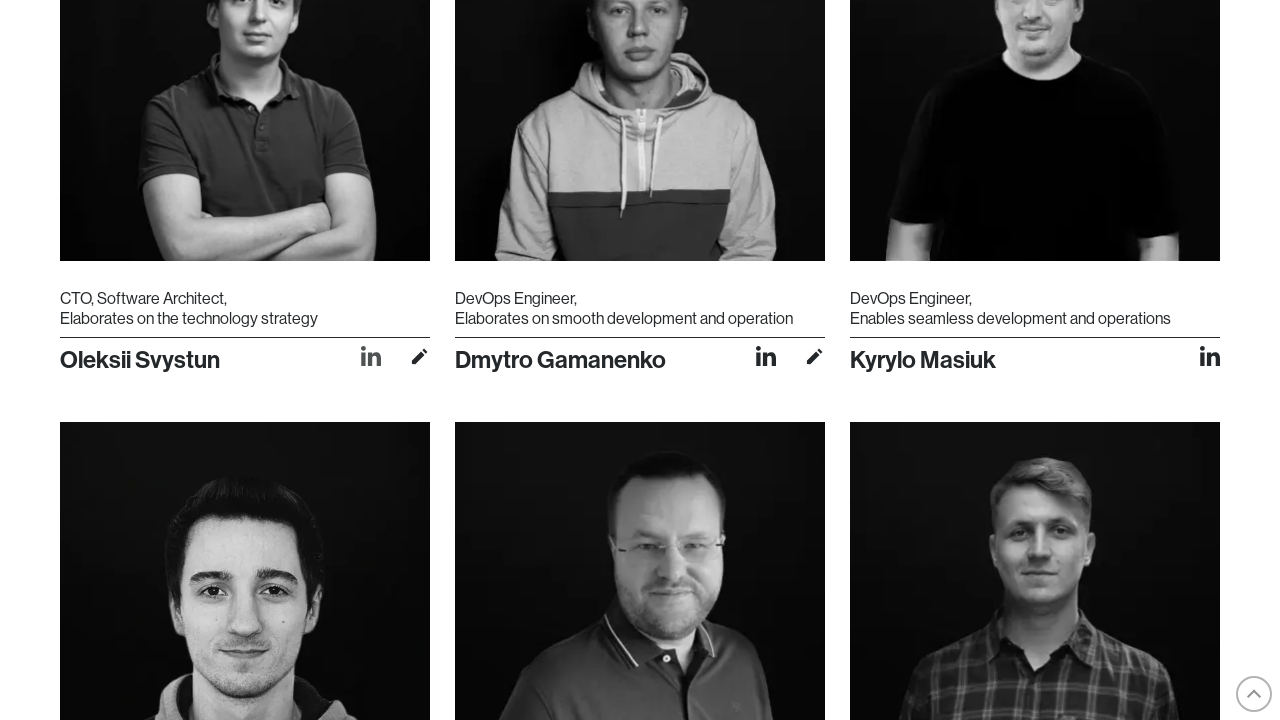 CTO, Software Architect,
Elaborates on the technology strategy
Oleksii Svystun
DevOps Engineer,
Elaborates on smooth development and operation
Dmytro Gamanenko
DevOps Engineer,
Enables seamless development and operations
Kyrylo Masiuk